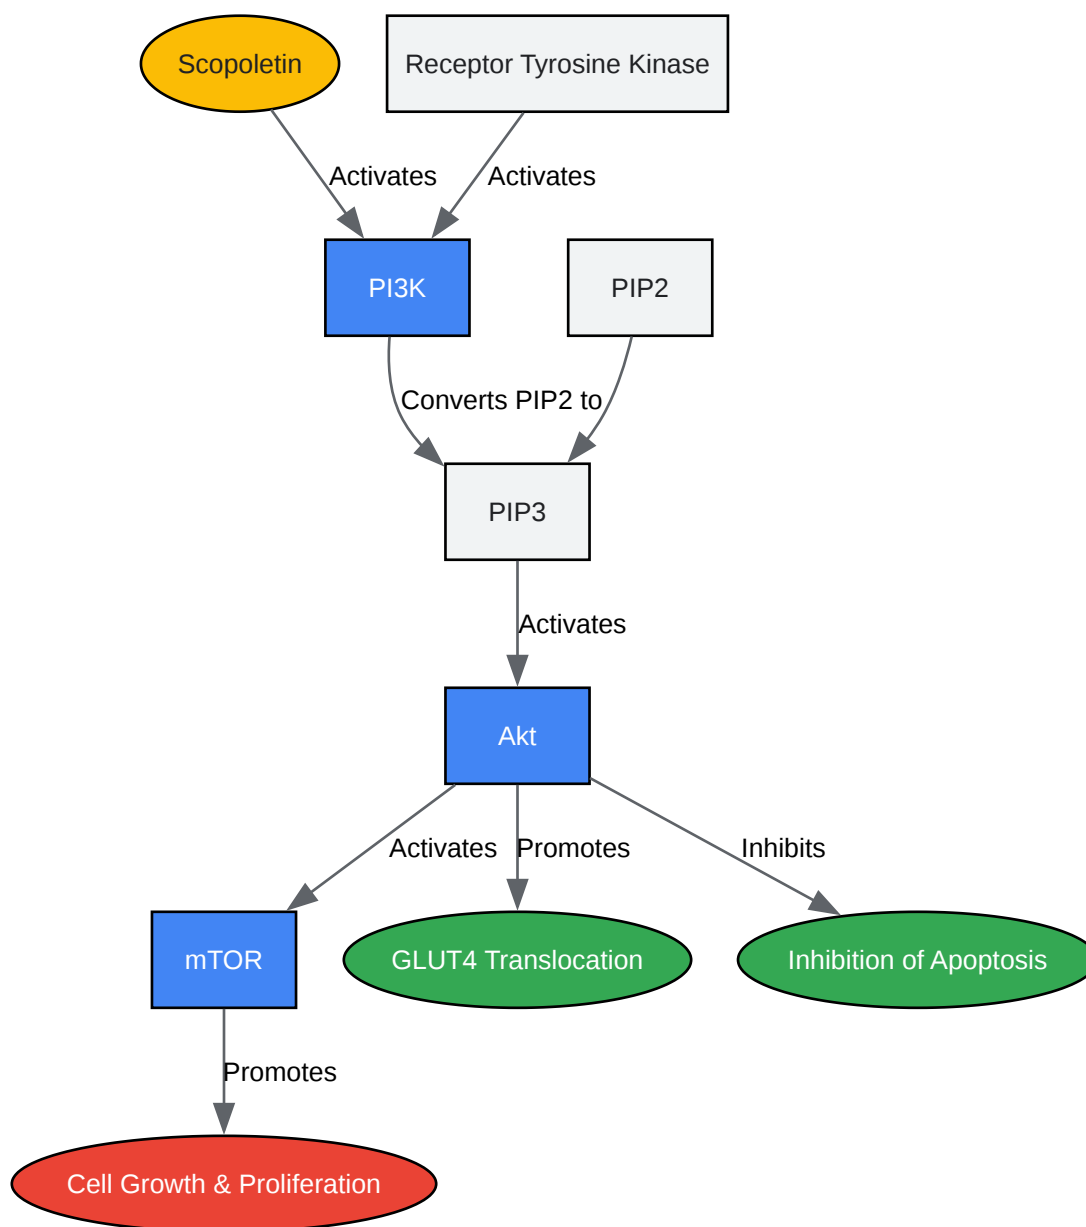 Scopoletin
Receptor Tyrosine Kinase
Activates
Activates
PI3K
PIP2
Converts PIP2 to
PIP3
Activates
Akt
Activates
Promotes
Inhibits
mTOR
GLUT4 Translocation
Inhibition of Apoptosis
Promotes
Cell Growth & Proliferation